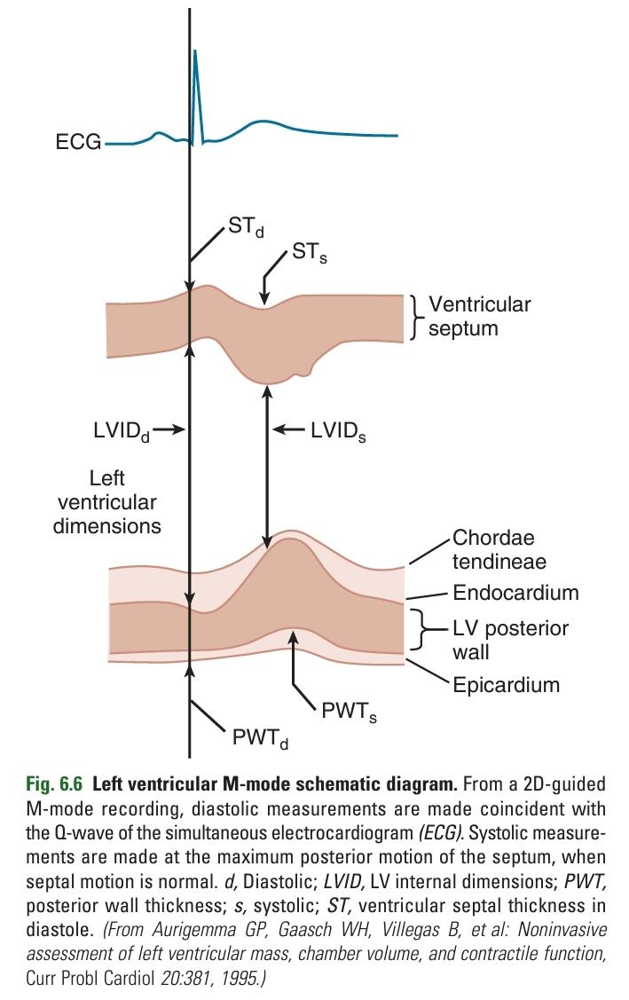 ECG
STd
STs
Ventricular
septum
LVIDd
LVIDs
Left
ventricular
dimensions
Chordae
tendineae
Endocardium
LV posterior
wall
Epicardium
PWTs
PWTd
Fig. 6.6 Left ventricular M-mode schematic diagram. From a 2D-guided
M-mode recording, diastolic measurements are made coincident with
the Q-wave of the simultaneous electrocardiogram (ECG). Systolic measure-
ments are made at the maximum posterior motion of the septum, when
septal motion is normal. d, Diastolic; LVID, LV internal dimensions; PWT,
posterior wall thickness; s, systolic; ST, ventricular septal thickness in
diastole. (From Aurigemma GP, Gaasch WH, Villegas B, et al: Noninvasive
assessment of left ventricular mass, chamber volume, and contractile function,
Curr Probl Cardiol 20:381, 1995.)